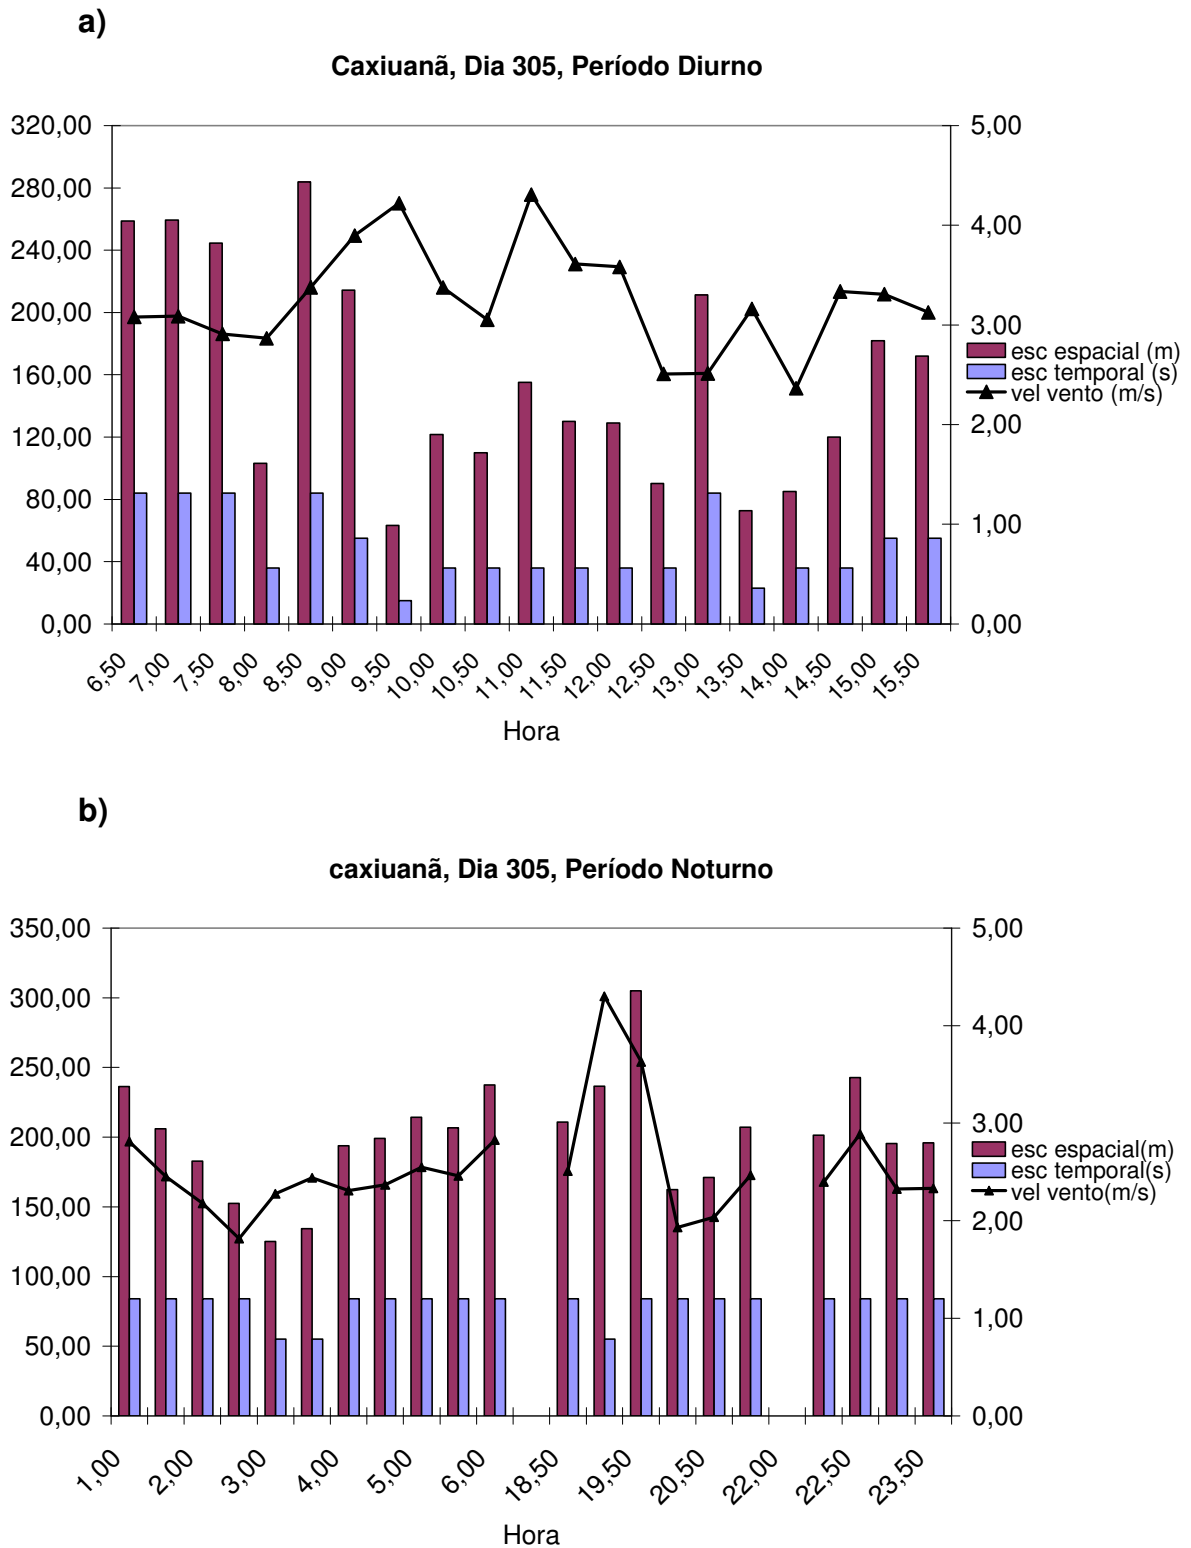 a)
Caxiuanã, Dia 305, Período Diurno
320,00
280,00
240,00
200,00
160,00
120,00
80,00
40,00
0,00
5,00
4,00
3,00
2,00
1,00
0,00
esc espacial (m)
esc temporal (s)
vel vento (m/s)
6,50 7,00 7,50 8,00 8,50 9,00 9,50 10,00 10,50 11,00 11,50 12,00 12,50 13,00 13,50 14,00 14,50 15,00 15,50
Hora
b)
caxiuanã, Dia 305, Período Noturno
350,00
300,00
250,00
200,00
150,00
100,00
50,00
0,00
5,00
4,00
3,00
2,00
1,00
0,00
esc espacial(m)
esc temporal(s)
vel vento(m/s)
1,00 2,00 3,00 4,00 5,00 6,00 18,50 19,50 20,50 22,00 22,50 23,50
Hora